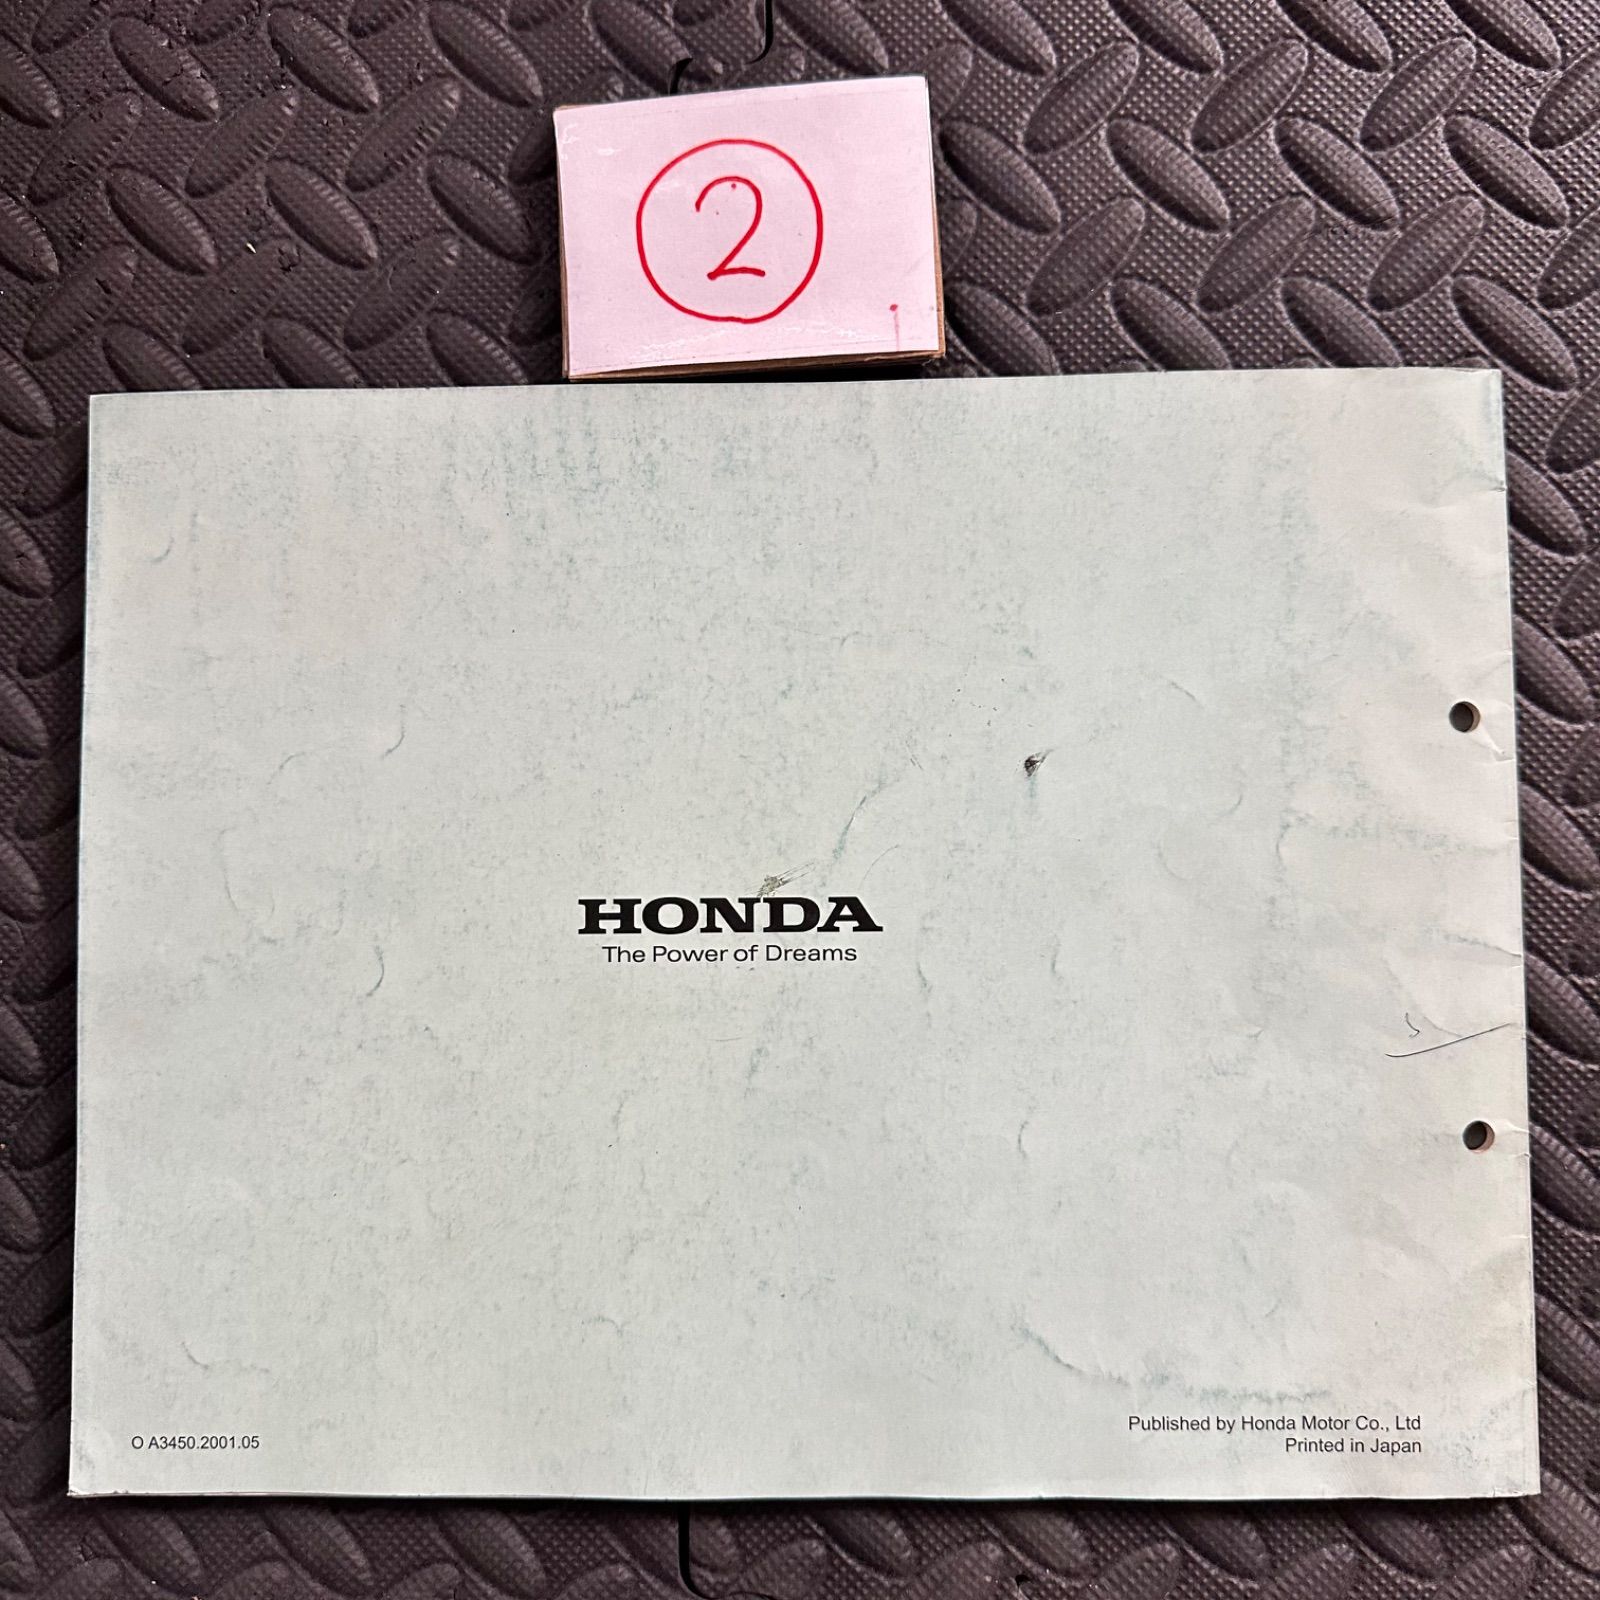 ②
HONDA
The Power of Dreams
O A3450.2001.05
Published by Honda Motor Co., Ltd
Printed in Japan